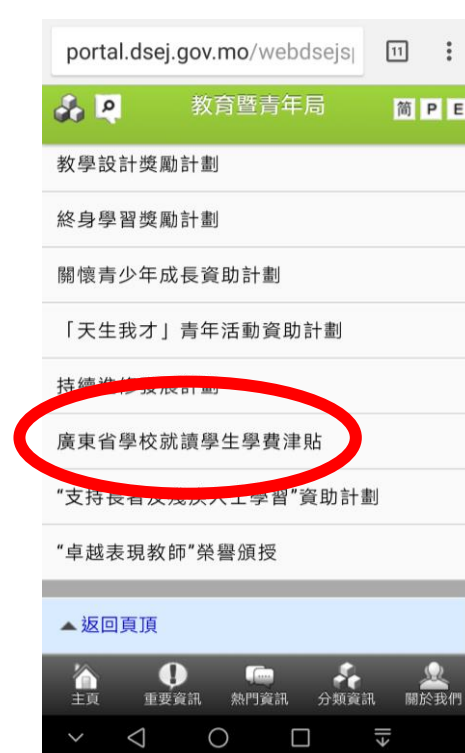 portal.dsej.gov.mo/webdsejs
11
教育暨青年局
简 P E
教學設計獎勵計劃
終身學習獎勵計劃
關懷青少年成長資助計劃
「天生我才」青年活動資助計劃
持續進修發展計劃
廣東省學校就讀學生學費津貼
“支持長者及殘疾人士學習”資助計劃
“卓越表現教師”榮譽頒授
返回頁頂
主頁 重要資訊 熱門資訊 分類資訊 關於我們